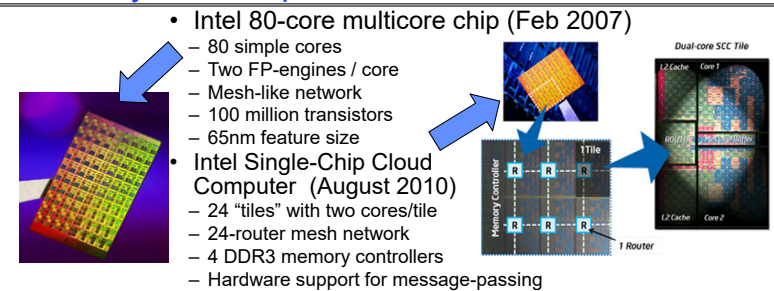 • Intel 80-core multicore chip (Feb 2007)
– 80 simple cores
– Two FP-engines / core
– Mesh-like network
– 100 million transistors
– 65nm feature size
• Intel Single-Chip Cloud
Computer (August 2010)
– 24 “tiles” with two cores/tile
– 24-router mesh network
– 4 DDR3 memory controllers
– Hardware support for message-passing
Memory Controller
1Tile
R R R
R R R
1 Router
Dual-core SCC Tile
L2 Cache Core 1
ROUTER Message Buffer
L2 Cache Core 2